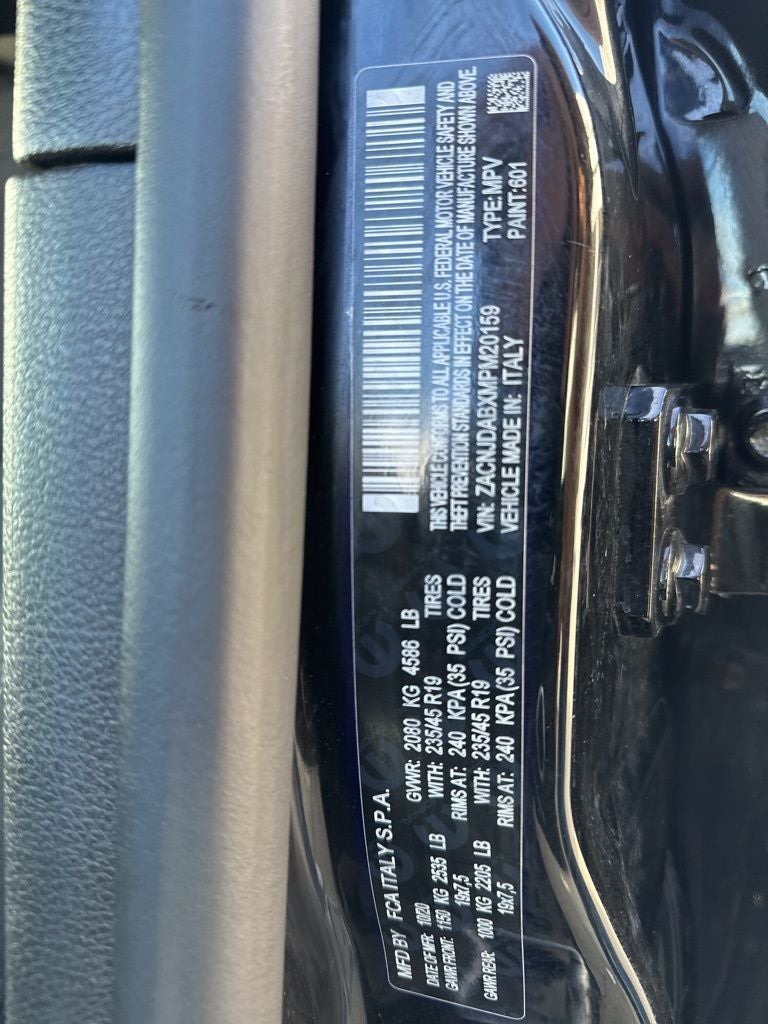 MFD BY FCA ITALY S.P.A.
DATE OF MFR: 10/20 GVWR: 2080 KG 4586 LB
GAWR FRONT: 1150 KG 2535 LB WITH: 235/45 R19 TIRES
19x7,5 RIMS AT: 240 KPA(35 PSI) COLD
GAWR REAR: 1000 KG 2205 LB WITH: 235/45 R19 TIRES
19x7,5 RIMS AT: 240 KPA(35 PSI) COLD
THIS VEHICLE CONFORMS TO ALL APPLICABLE U.S. FEDERAL MOTOR VEHICLE SAFETY AND
THEFT PREVENTION STANDARDS IN EFFECT ON THE DATE OF MANUFACTURE SHOWN ABOVE.
VIN: ZACNJDABXMPM20159 TYPE: MPV
VEHICLE MADE IN: ITALY PAINT:601